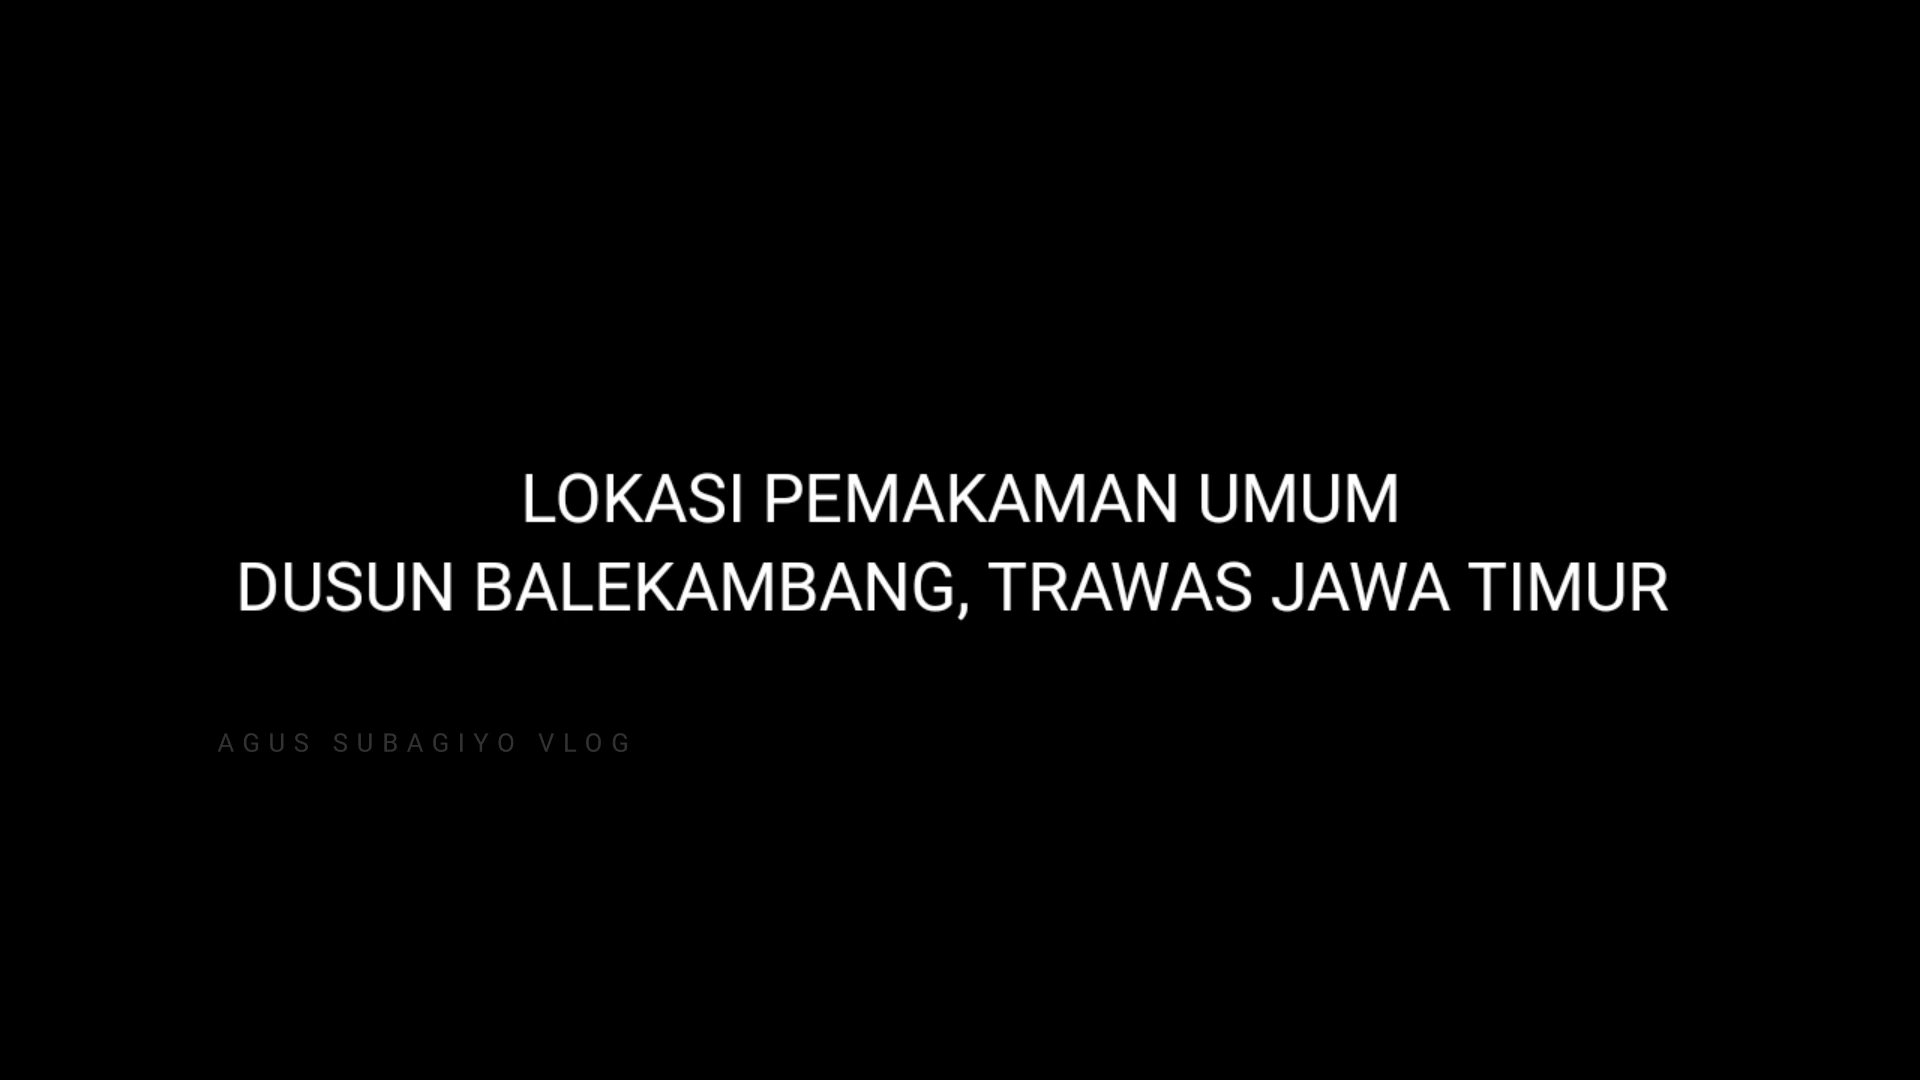 LOKASI PEMAKAMAN UMUM
DUSUN BALEKAMBANG, TRAWAS JAWA TIMUR
AGUS SUBAGIYO VLOG